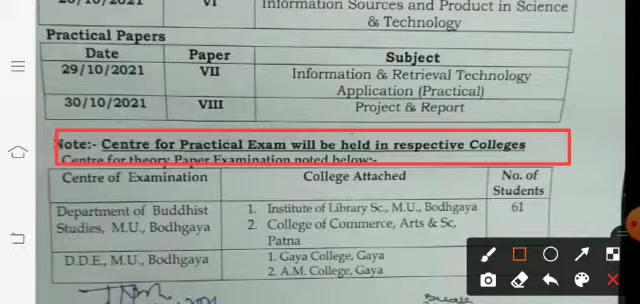 VI
Information Sources and Product in Science
& Technology
Practical Papers
Date Paper Subject
29/10/2021 VII Information & Retrieval Technology
Application (Practical)
30/10/2021 VIII Project & Report
Note:- Centre for Practical Exam will be held in respective Colleges
Centre for theory Paper Examination noted below:-
Centre of Examination College Attached No. of
Students
Department of Buddhist
Studies, M.U., Bodhgaya
1. Institute of Library Sc., M.U., Bodhgaya
2. College of Commerce, Arts & Sc,
Patna
61
D.D.E., M.U., Bodhgaya
1. Gaya College, Gaya
2. A.M. College, Gaya